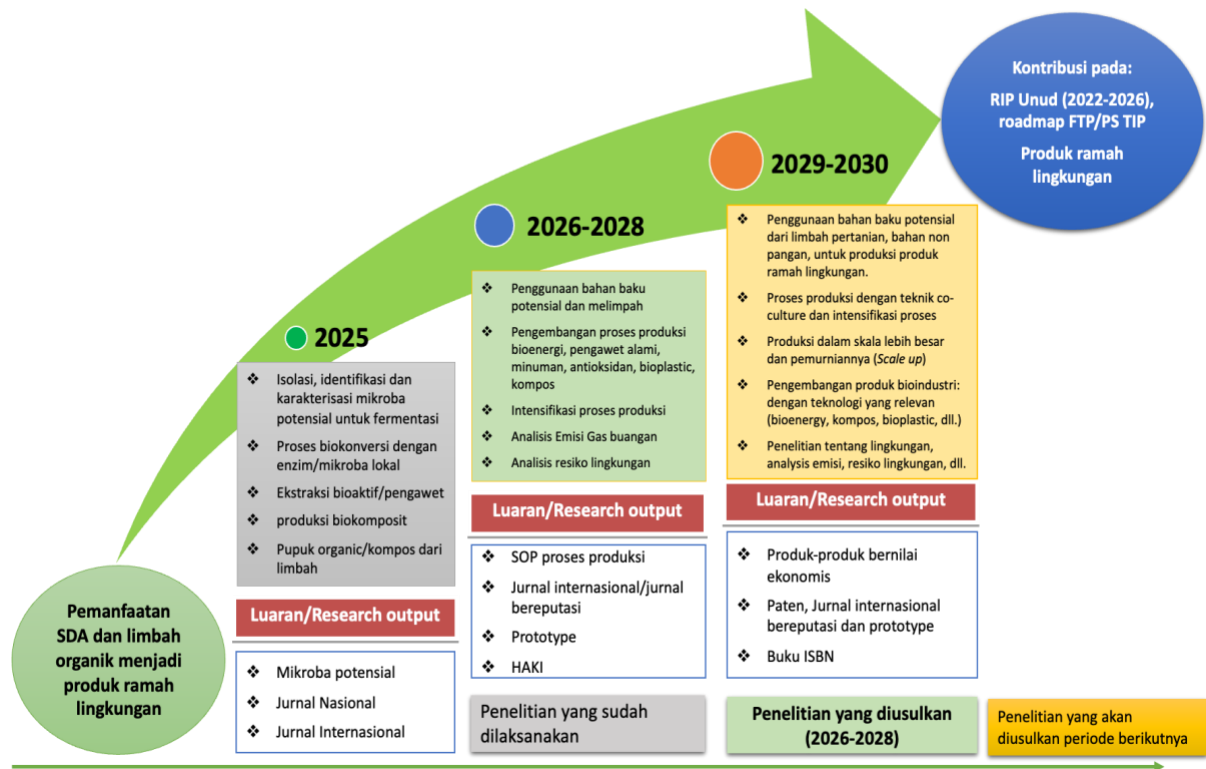 Kontribusi pada:
RIP Unud (2022-2026),
roadmap FTP/PS TIP
Produk ramah
lingkungan
2029-2030
❖ Penggunaan bahan baku potensial
dari limbah pertanian, bahan non
pangan, untuk produksi produk
ramah lingkungan.
❖ Proses produksi dengan teknik co-
culture dan intensifikasi proses
❖ Produksi dalam skala lebih besar
dan pemurniannya (Scale up)
❖ Pengembangan produk bioindustri:
dengan teknologi yang relevan
(bioenergy, kompos, bioplastic, dll.)
❖ Penelitian tentang lingkungan,
analysis emisi, resiko lingkungan, dll.
Luaran/Research output
❖ Produk-produk bernilai
ekonomis
❖ Paten, Jurnal internasional
bereputasi dan prototype
❖ Buku ISBN
2026-2028
❖ Penggunaan bahan baku
potensial dan melimpah
❖ Pengembangan proses produksi
bioenergi, pengawet alami,
minuman, antioksidan, bioplastic,
kompos
❖ Intensifikasi proses produksi
❖ Analisis Emisi Gas buangan
❖ Analisis resiko lingkungan
Luaran/Research output
❖ SOP proses produksi
❖ Jurnal internasional/jurnal
bereputasi
❖ Prototype
❖ HAKI
2025
❖ Isolasi, identifikasi dan
karakterisasi mikroba
potensial untuk fermentasi
❖ Proses biokonversi dengan
enzim/mikroba lokal
❖ Ekstraksi bioaktif/pengawet
❖ produksi biokomposit
❖ Pupuk organic/kompos dari
limbah
Luaran/Research output
❖ Mikroba potensial
❖ Jurnal Nasional
❖ Jurnal Internasional
Pemanfaatan
SDA dan limbah
organik menjadi
produk ramah
lingkungan
Penelitian yang sudah
dilaksanakan
Penelitian yang diusulkan
(2026-2028)
Penelitian yang akan
diusulkan periode berikutnya